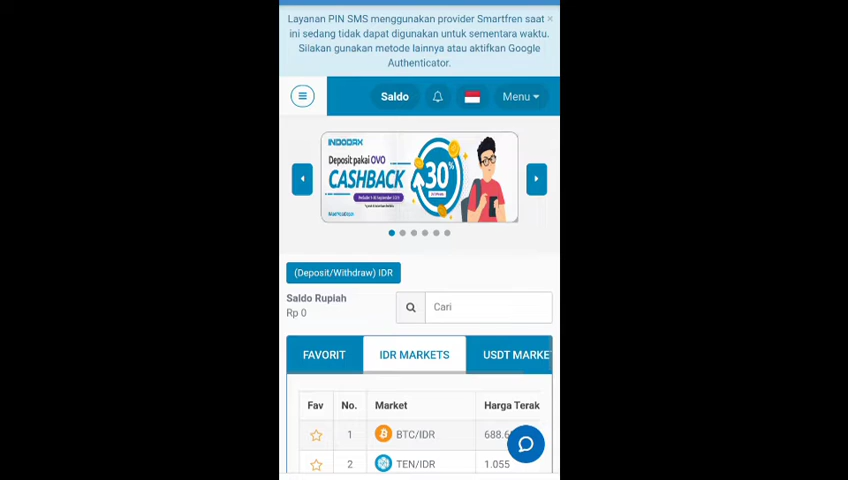 Layanan PIN SMS menggunakan provider Smartfren saat ×
ini sedang tidak dapat digunakan untuk sementara waktu.
Silakan gunakan metode lainnya atau aktifkan Google
Authenticator.
Saldo Menu
INDODAX
Deposit pakai OVO
CASHBACK
30%
(Deposit/Withdraw) IDR
Saldo Rupiah
Rp 0
Cari
FAVORIT IDR MARKETS USDT MARKE
Fav No. Market Harga Terak
1 BTC/IDR 688.6
2 TEN/IDR 1.055